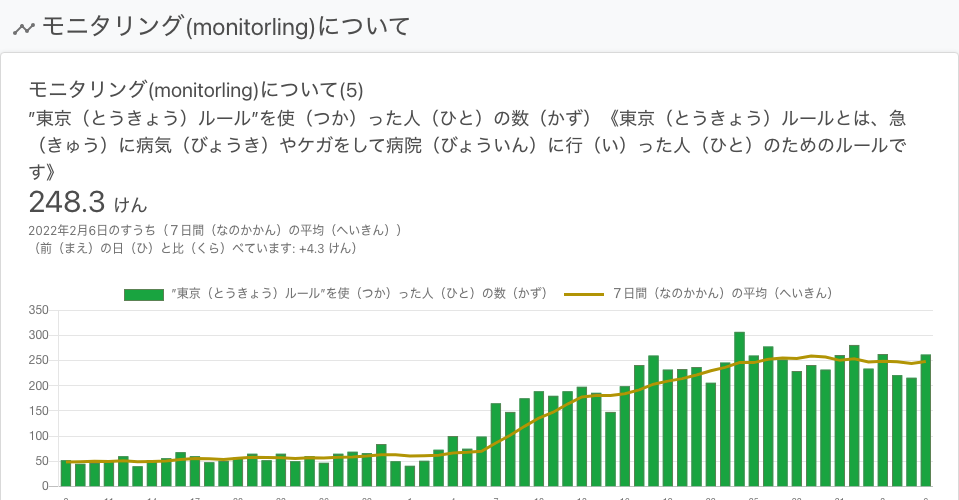 モニタリング(monitorling)について
モニタリング(monitorling)について(5)
”東京（とうきょう）ルール”を使（つか）った人（ひと）の数（かず）《東京（とうきょう）ルールとは、急
（きゅう）に病気（びょうき）やケガをして病院（びょういん）に行（い）った人（ひと）のためのルールで
す》
248.3 けん
2022年2月6日のすうち（７日間（なのかかん）の平均（へいきん））
（前（まえ）の日（ひ）と比（くら）べています: +4.3 けん）
”東京（とうきょう）ルール”を使（つか）った人（ひと）の数（かず） ７日間（なのかかん）の平均（へいきん）
350
300
250
200
150
100
50
0